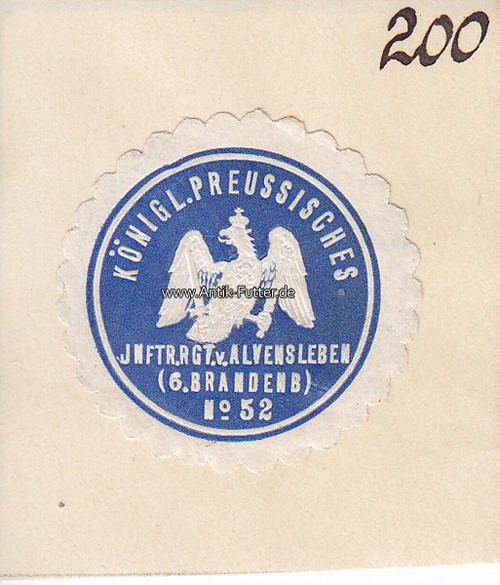 200
KÖNIGL. PREUSSISCHES
www.Antik-Futter.de
JNFTR.RGT.v.ALVENSLEBEN
(6.BRANDENB)
No 52